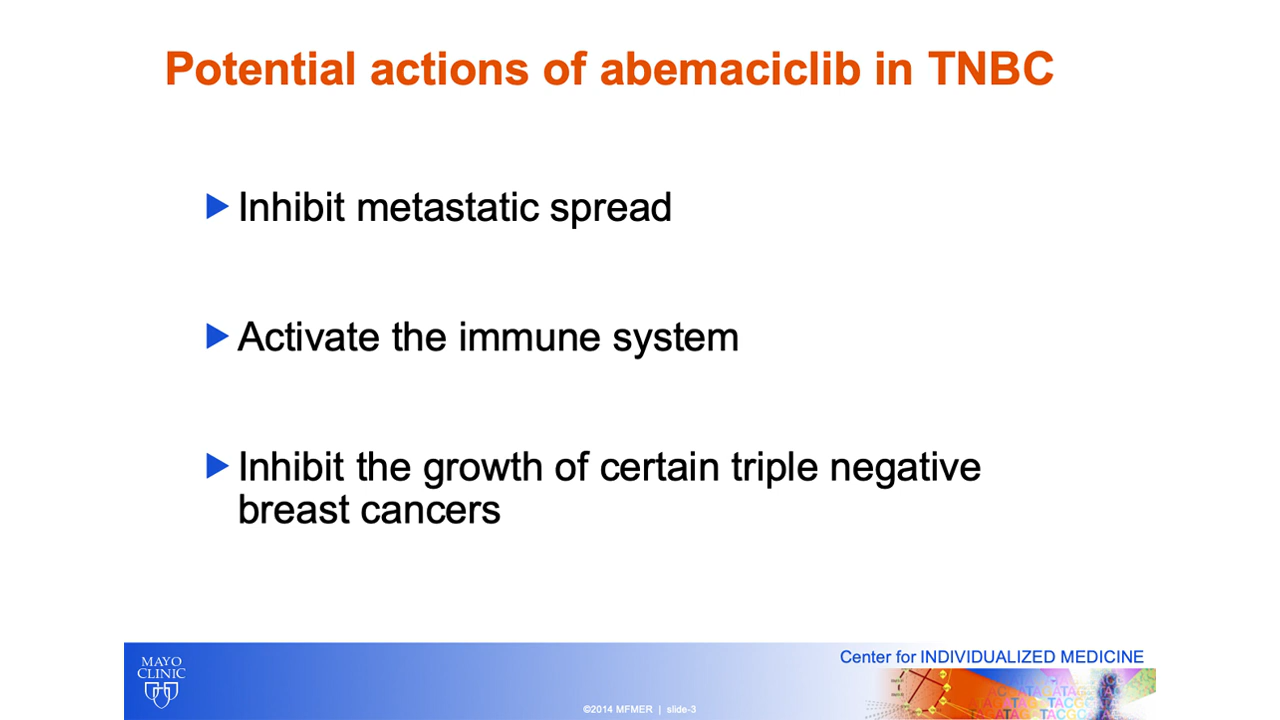 Potential actions of abemaciclib in TNBC
Inhibit metastatic spread
Activate the immune system
Inhibit the growth of certain triple negative
breast cancers
Center for INDIVIDUALIZED MEDICINE
MAYO
CLINIC
©2014 MFMER | slide-3